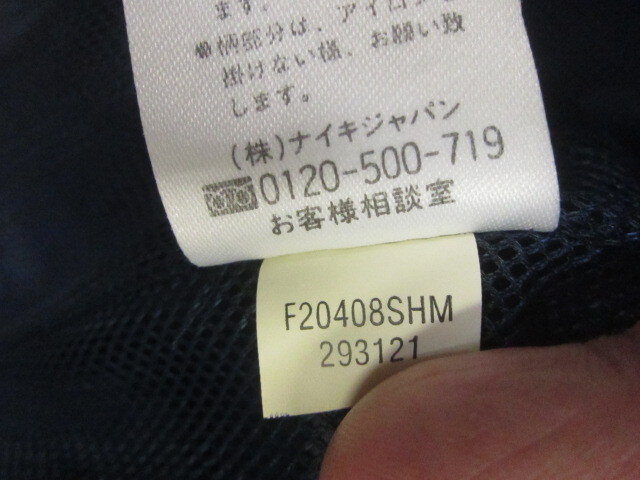 ます。
●柄部分は、アイロンを
掛けない様、お願い致
します。
(株)ナイキジャパン
0120-500-719
お客様相談室
F20408SHM
293121